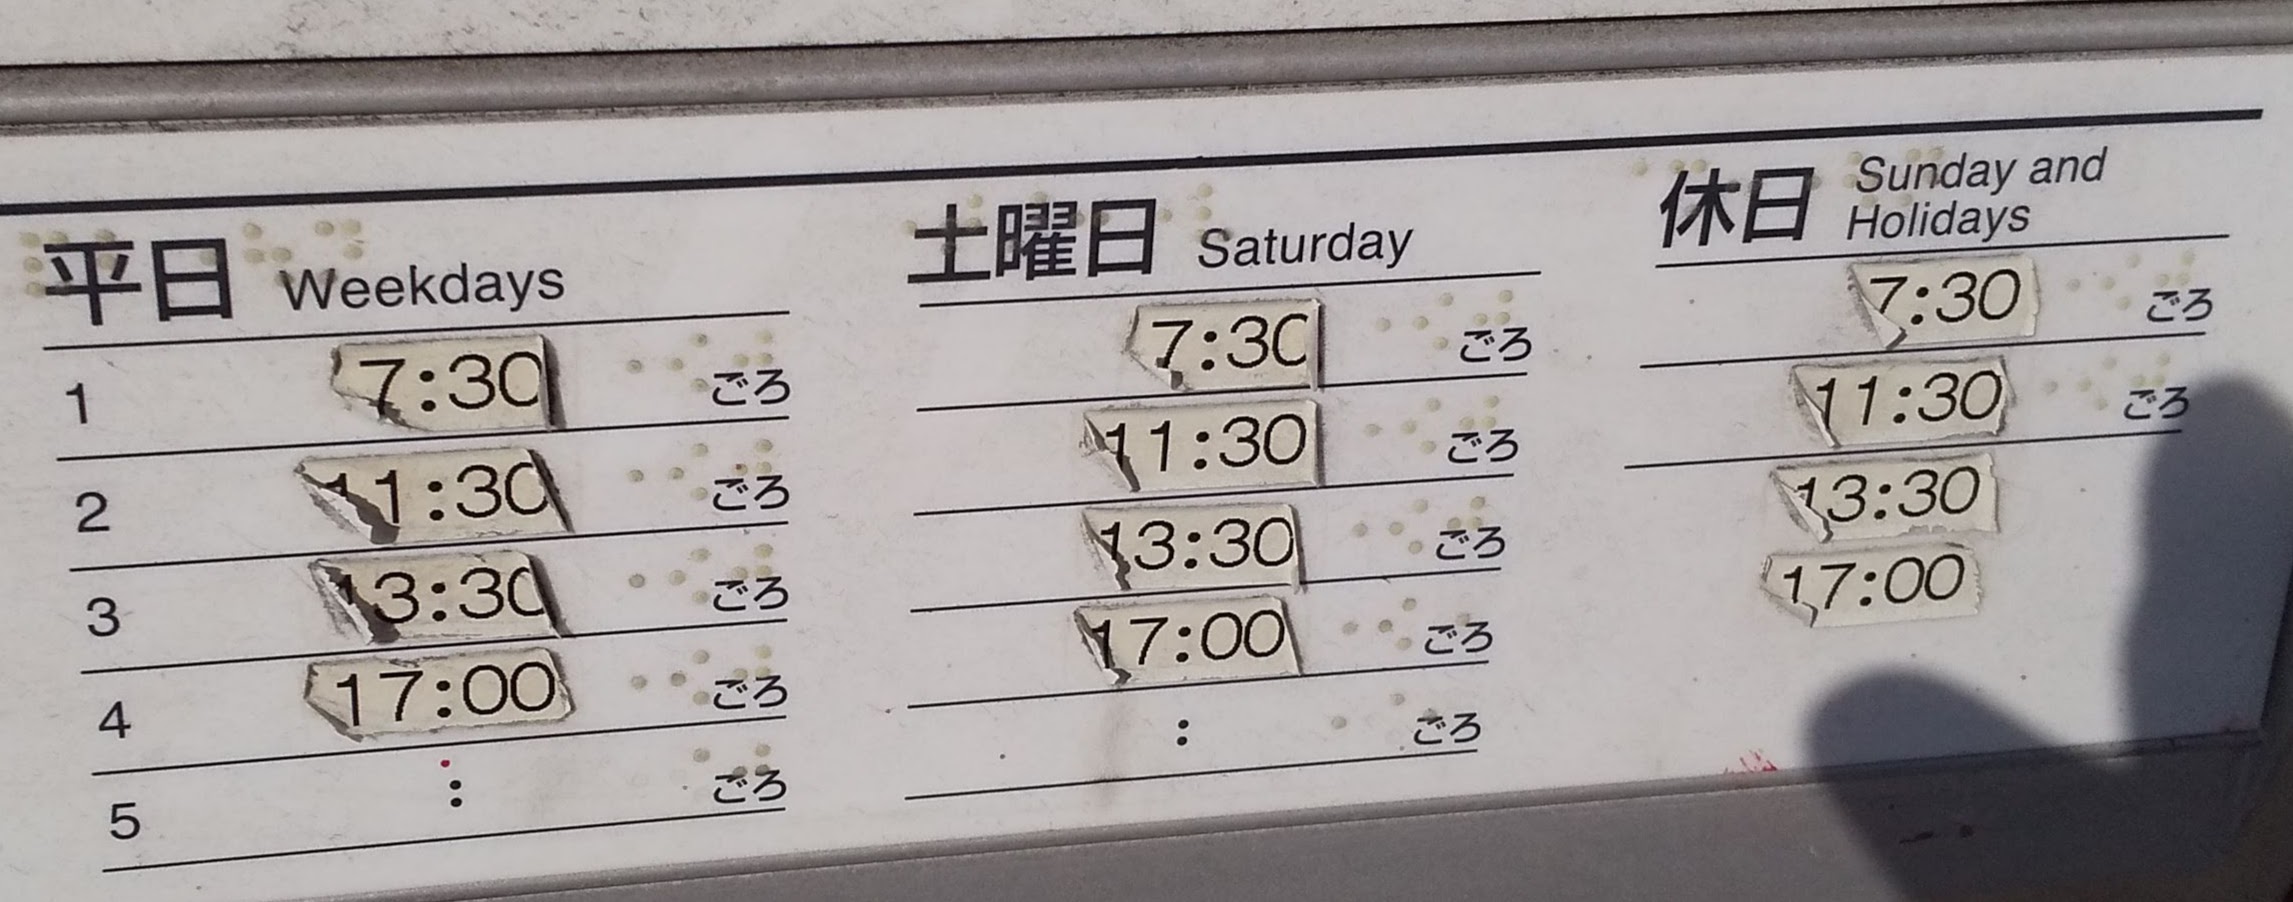 平日 Weekdays
土曜日 Saturday
休日 Sunday and Holidays
1 7:30 ごろ 7:30 ごろ 7:30 ごろ
2 11:30 ごろ 11:30 ごろ 11:30 ごろ
3 13:30 ごろ 13:30 ごろ 13:30
4 17:00 ごろ 17:00 ごろ 17:00
5 : ごろ : ごろ